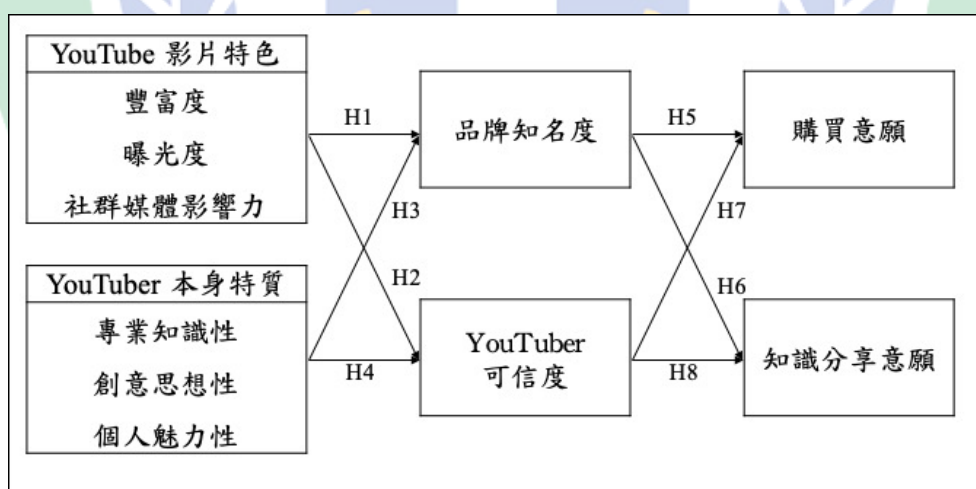 YouTube 影片特色
豐富度
曝光度
社群媒體影響力
YouTuber 本身特質
專業知識性
創意思想性
個人魅力性
H1
H3
H2
H4
品牌知名度
YouTuber
可信度
H5
H7
H6
H8
購買意願
知識分享意願